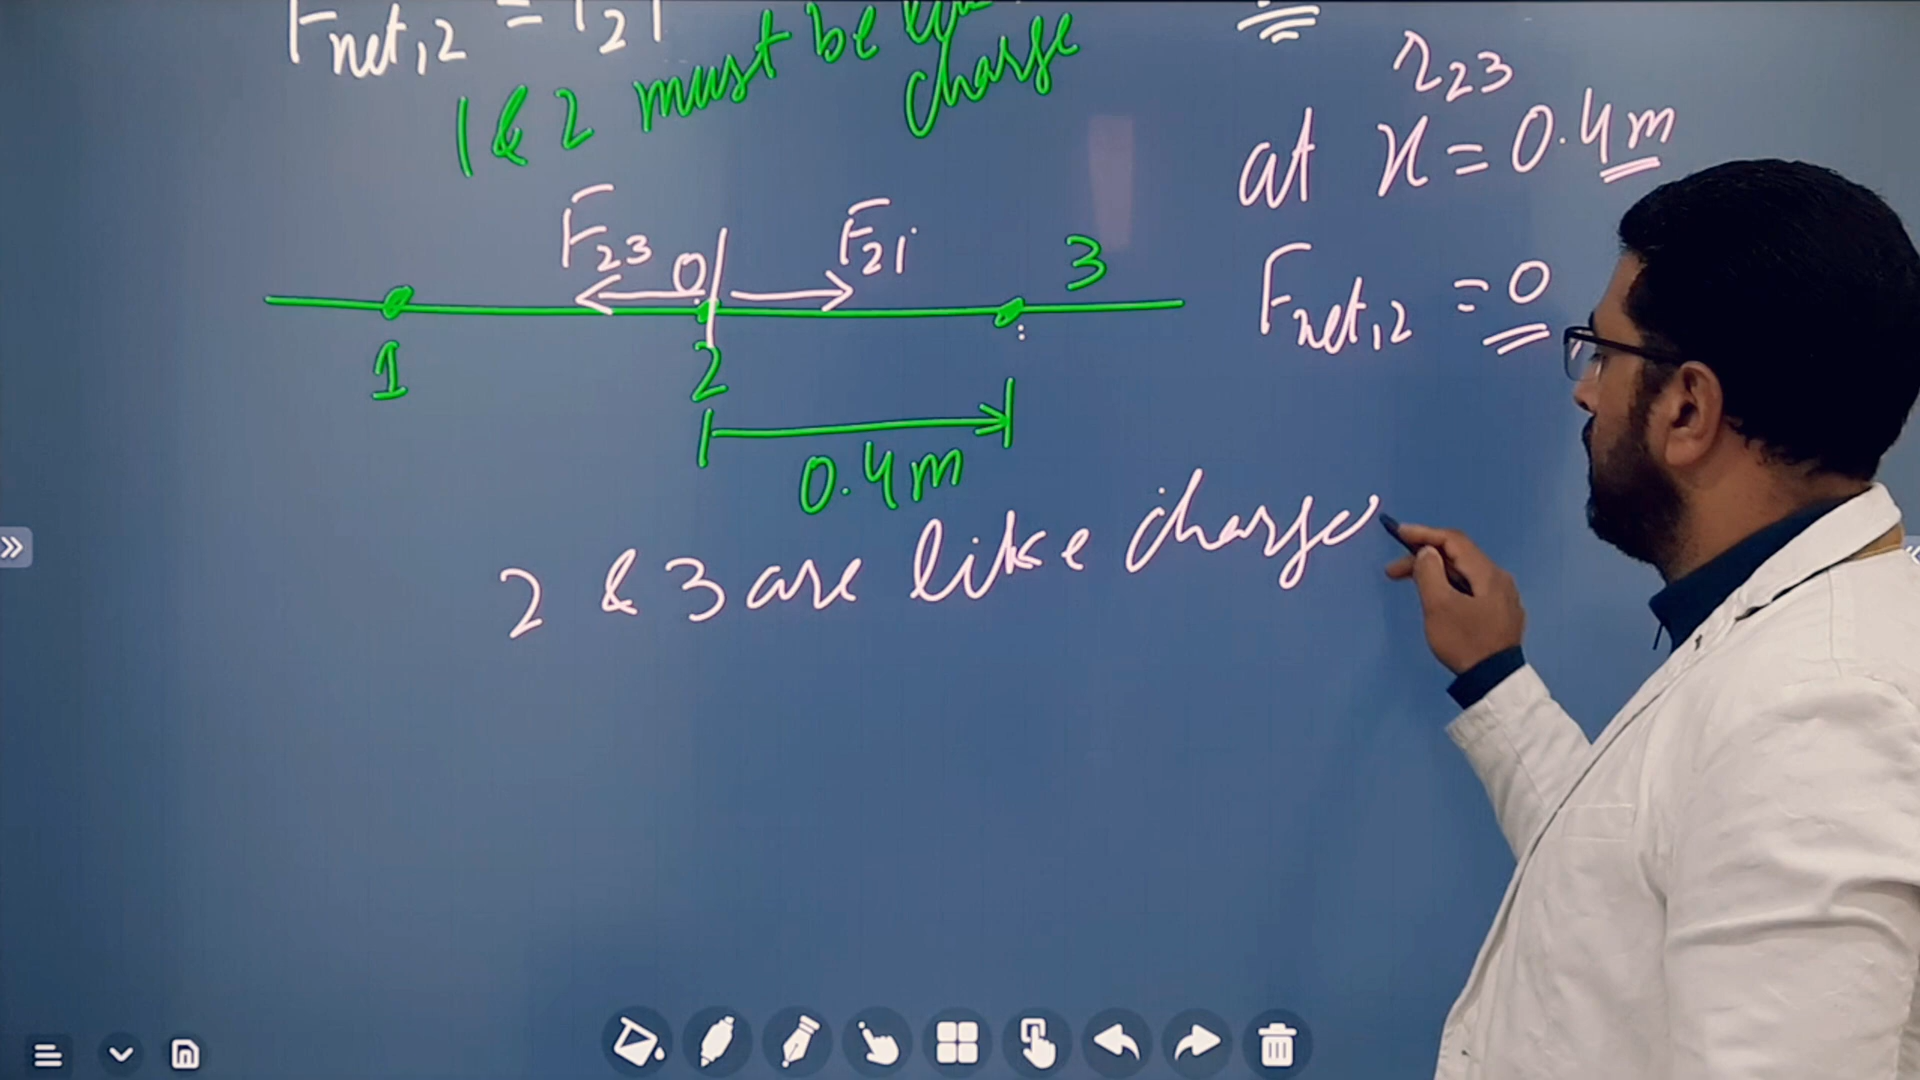 Fnet,2 = F21
1 & 2 must be like
charge
r23
at x = 0.4m
F23
0
F21
3
Fnet,2 = 0
1
2
0.4m
2 & 3 are like charge